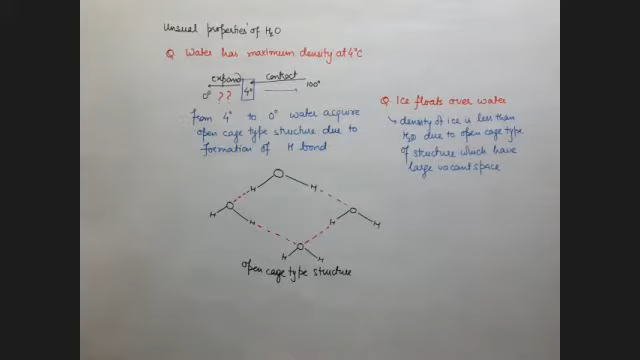 Unusual properties of H₂O
Q Water has maximum density at 4°C
expand contract
0° ?? 4° 100°
from 4° to 0° water acquire
open cage type structure due to
formation of H bond
Q Ice floats over water
density of ice is less than
H₂O due to open cage type
of structure which have
large vacant space
O
H H
O O
H H H H
O
H H
open cage type structure